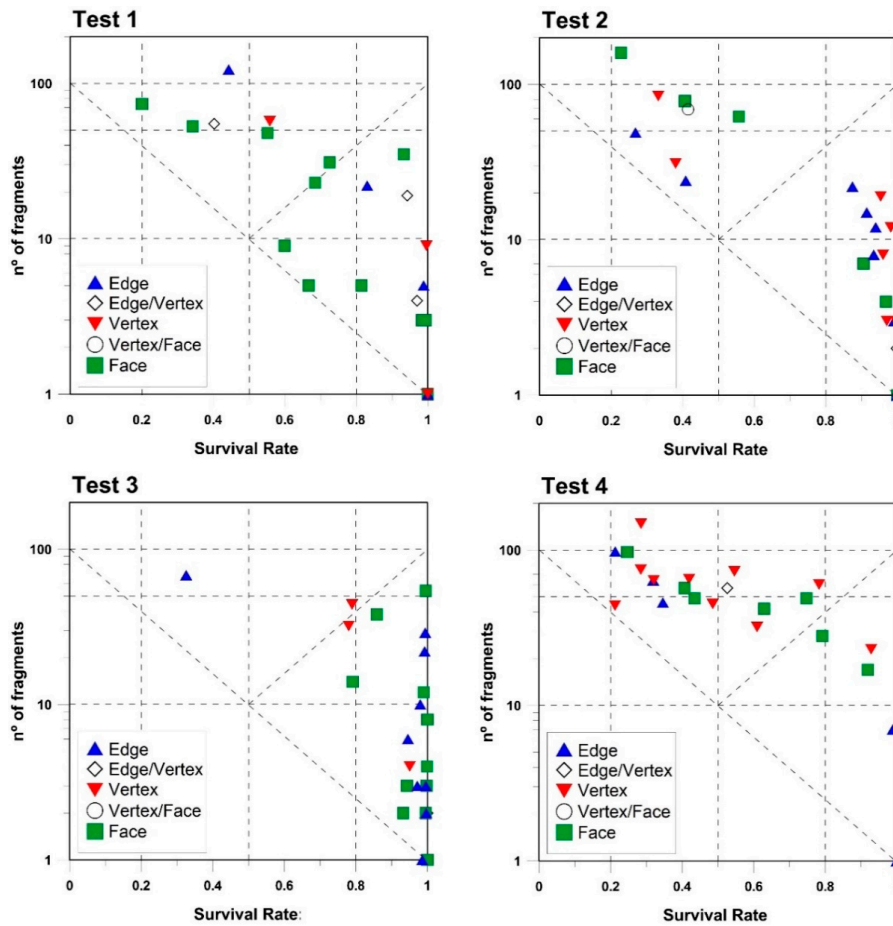 Test 1
100
10
1
nº of fragments
Edge
Edge/Vertex
Vertex
Vertex/Face
Face
0 0.2 0.4 0.6 0.8 1
Survival Rate
Test 2
100
10
1
nº of fragments
Edge
Edge/Vertex
Vertex
Vertex/Face
Face
0 0.2 0.4 0.6 0.8
Survival Rate
Test 3
100
10
1
nº of fragments
Edge
Edge/Vertex
Vertex
Vertex/Face
Face
0 0.2 0.4 0.6 0.8 1
Survival Rate:
Test 4
100
10
1
nº of fragments
Edge
Edge/Vertex
Vertex
Vertex/Face
Face
0 0.2 0.4 0.6 0.8
Survival Rate